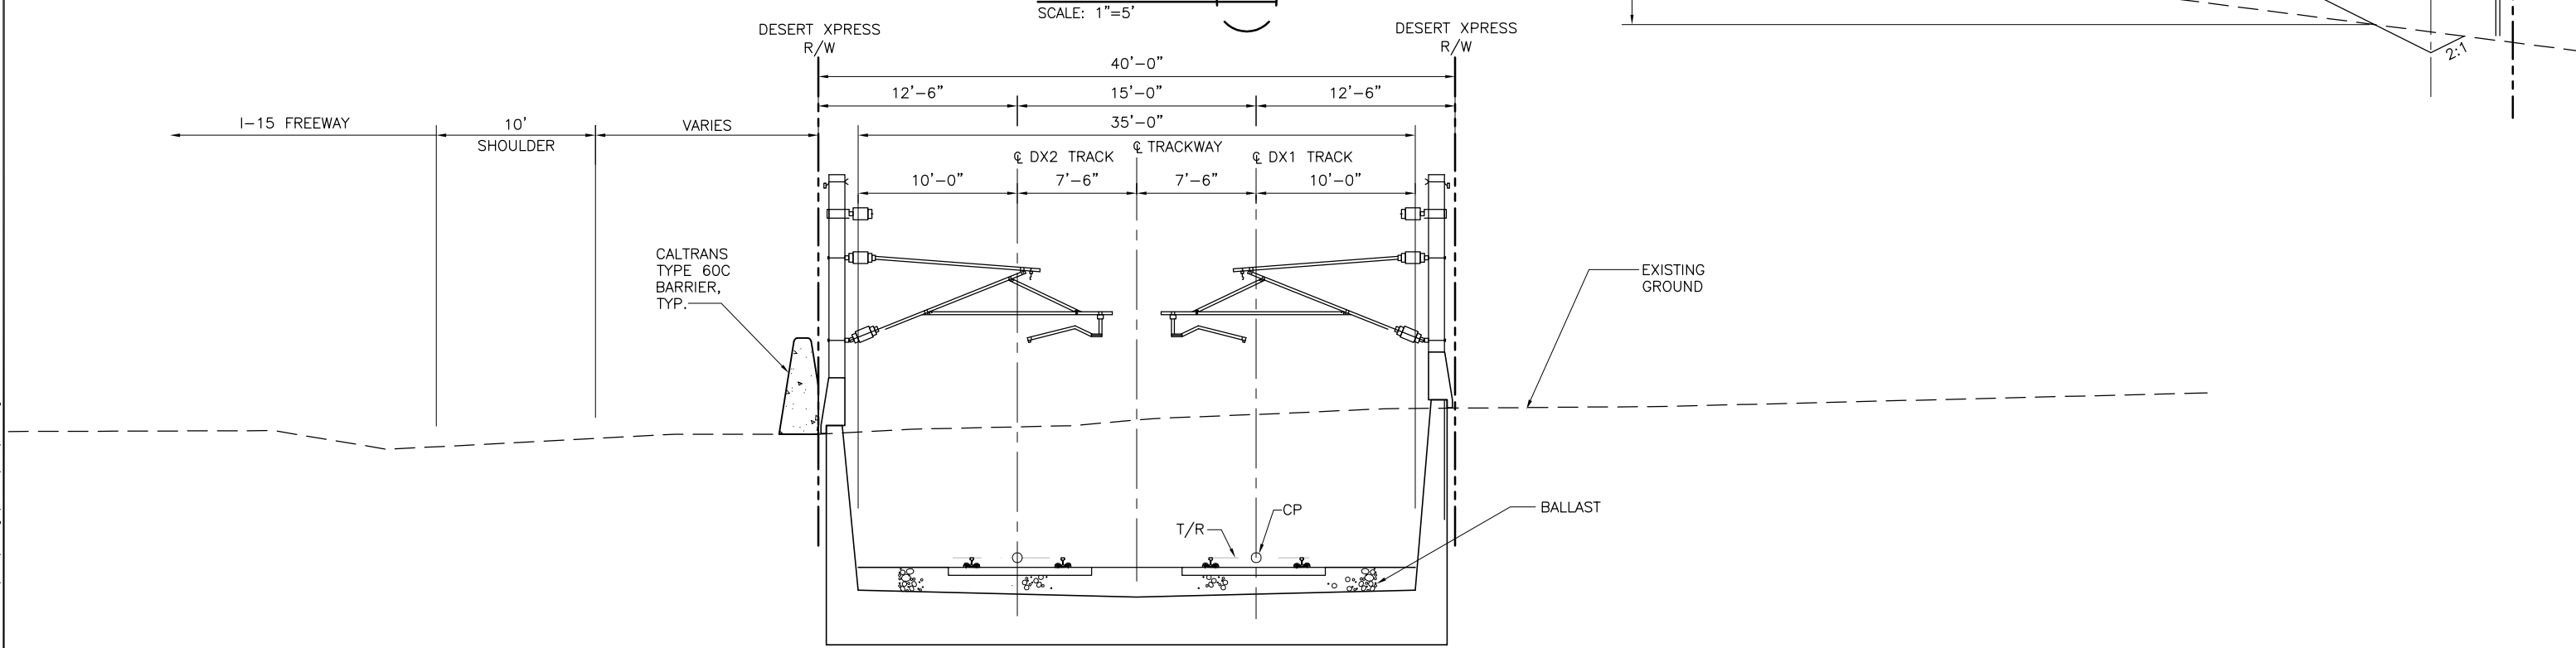 SCALE: 1"=5'
DESERT XPRESS
R/W
DESERT XPRESS
R/W
2:1
40'-0"
12'-6"
15'-0"
12'-6"
I-15 FREEWAY
10'
SHOULDER
VARIES
35'-0"
℄ DX2 TRACK
℄ TRACKWAY
℄ DX1 TRACK
10'-0"
7'-6"
7'-6"
10'-0"
CALTRANS
TYPE 60C
BARRIER,
TYP.
EXISTING
GROUND
T/R
CP
BALLAST